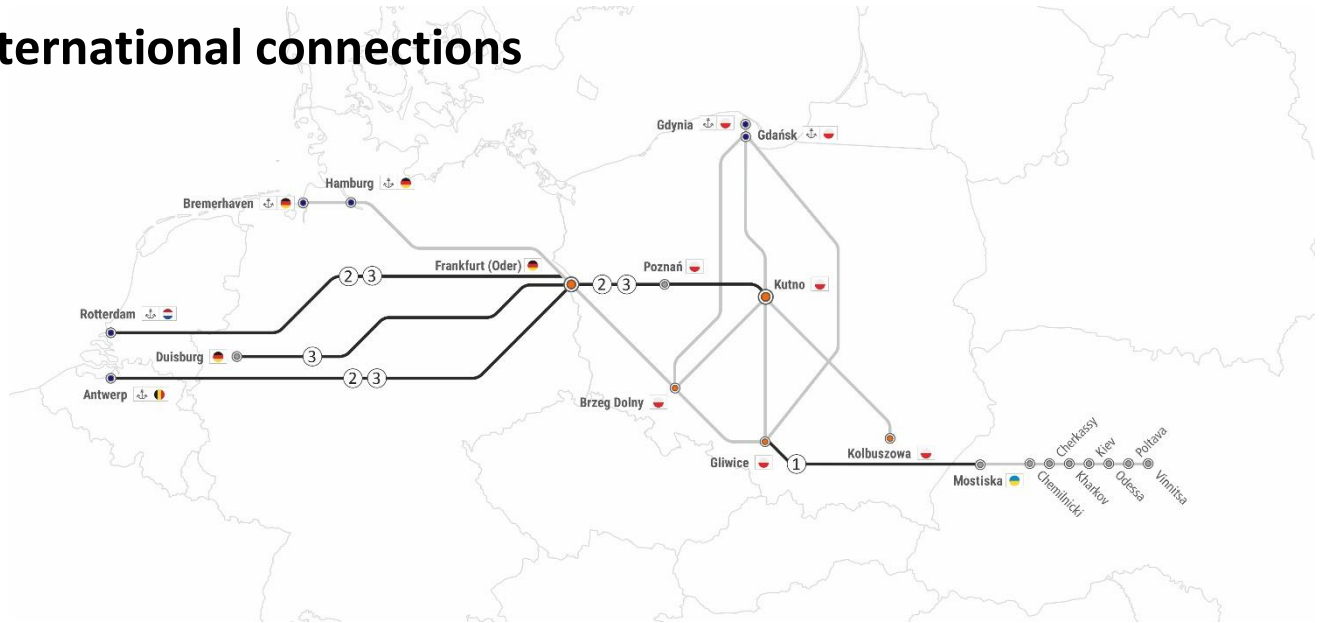 ternational connections
Gdynia
Gdańsk
Hamburg
Bremerhaven
Frankfurt (Oder)
Poznań
2 3
2 3
Kutno
Rotterdam
Duisburg
3
2 3
Antwerp
Brzeg Dolny
Gliwice
1
Kolbuszowa
Mostiska
Chemilnicki
Cherkassy
Kharkov
Kiev
Odessa
Poltava
Vinnitsa